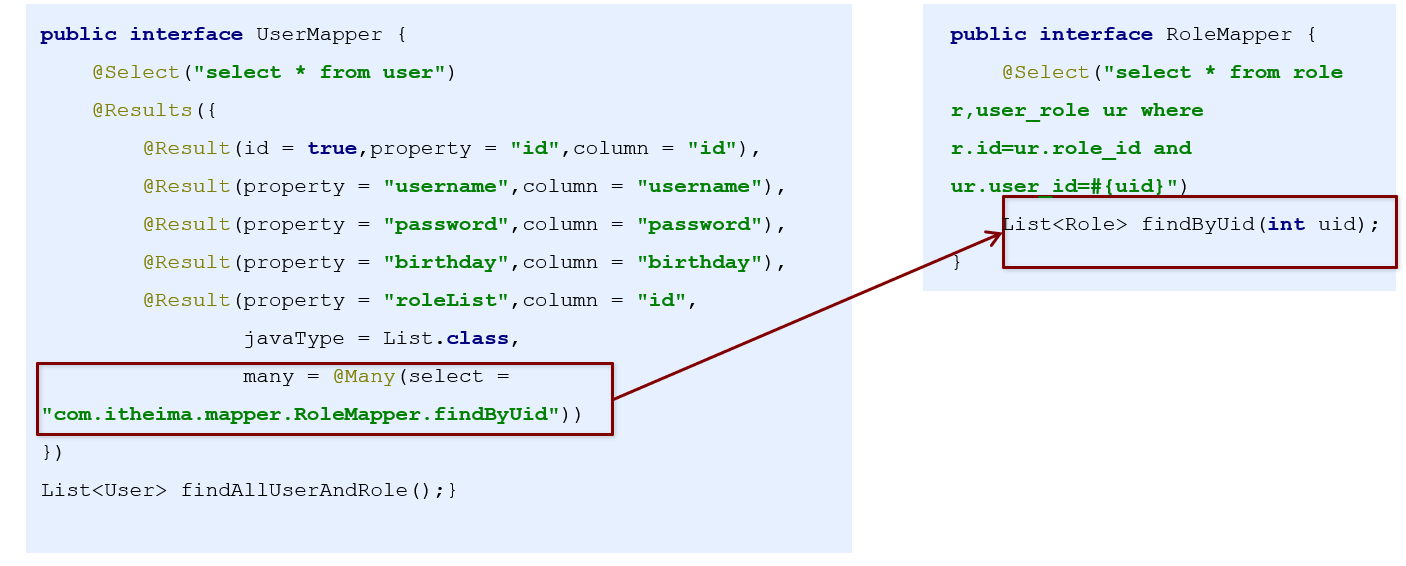 public interface UserMapper {
@Select("select * from user")
@Results({
@Result(id = true,property = "id",column = "id"),
@Result(property = "username",column = "username"),
@Result(property = "password",column = "password"),
@Result(property = "birthday",column = "birthday"),
@Result(property = "roleList",column = "id",
javaType = List.class,
many = @Many(select =
"com.itheima.mapper.RoleMapper.findByUid"))
})
List<User> findAllUserAndRole();}
public interface RoleMapper {
@Select("select * from role
r,user_role ur where
r.id=ur.role_id and
ur.user_id=#{uid}")
List<Role> findByUid(int uid);
}